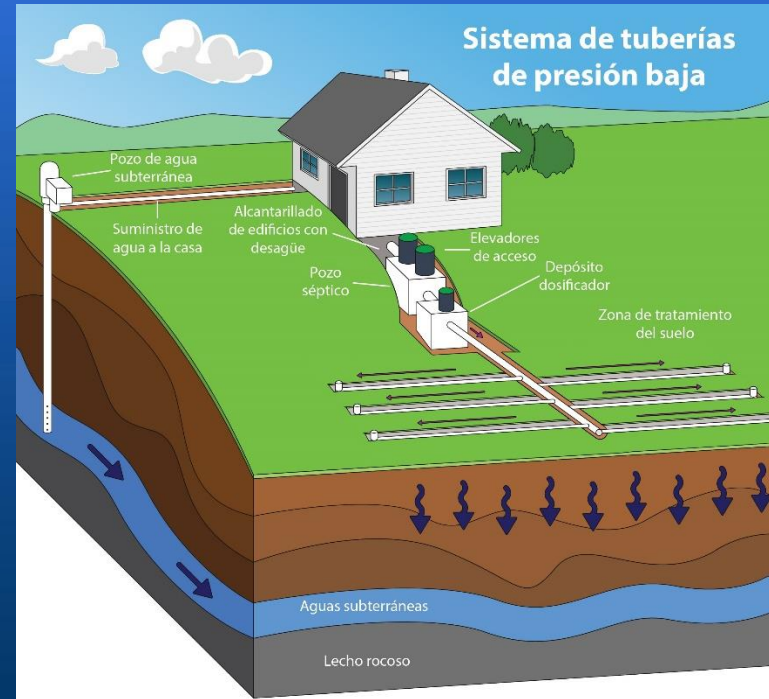 Sistema de tuberías
de presión baja
Pozo de agua
subterránea
Suministro de
agua a la casa
Alcantarillado
de edificios con
desagüe
Elevadores
de acceso
Pozo
séptico
Depósito
dosificador
Zona de tratamiento
del suelo
Aguas subterráneas
Lecho rocoso